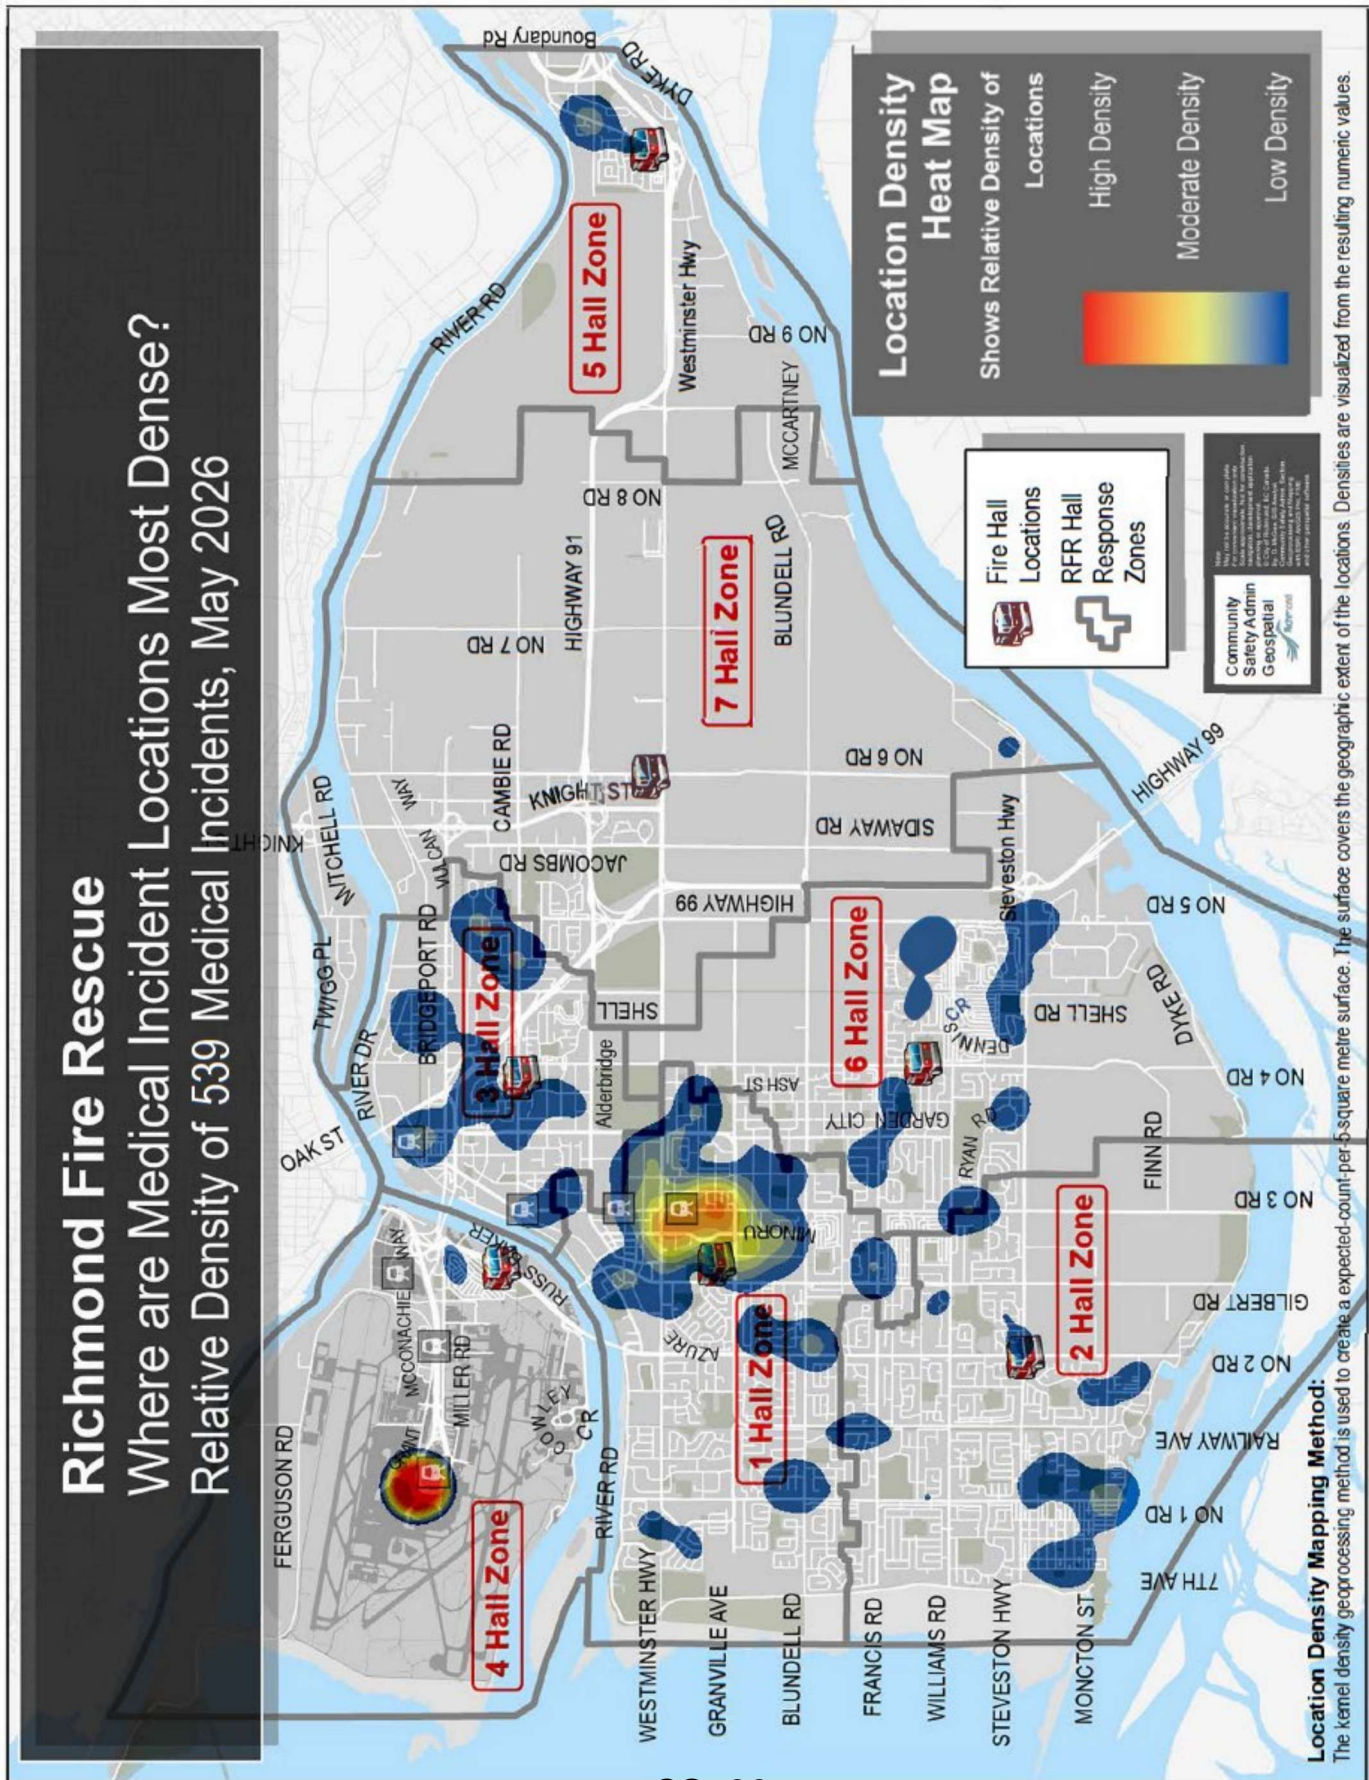 Richmond Fire Rescue
Where are Medical Incident Locations Most Dense?
Relative Density of 539 Medical Incidents, May 2026
FERGUSON RD
4 Hall Zone
GRANT
MCCONACHIE WAY
MILLER RD
COWLEY CR
RUSS BAKER
RIVER RD
OAK ST
RIVER DR
TWIGG PL
MITCHELL RD
KNIGHT S
VULCAN WAY
BRIDGEPORT RD
3 Hall Zone
CAMBIE RD
KNIGHT ST
JACOBS RD
NO 7 RD
HIGHWAY 91
NO 8 RD
RIVER RD
5 Hall Zone
Boundary Rd
DYKE RD
Westminster Hwy
NO 9 RD
MCCARTNEY
7 Hall Zone
BLUNDELL RD
NO 6 RD
SIDAWAY RD
HIGHWAY 99
SHELL
Alderbridge
ASH ST
6 Hall Zone
GARDEN CITY
DENNIS CR
RYAN RD
Steveston Hwy
SHELL RD
NO 5 RD
DYKE RD
HIGHWAY 99
NO 4 RD
FINN RD
NO 3 RD
MINORU
AZURE
1 Hall Zone
2 Hall Zone
GILBERT RD
NO 2 RD
RAILWAY AVE
NO 1 RD
7TH AVE
WESTMINSTER HWY
GRANVILLE AVE
BLUNDELL RD
FRANCIS RD
WILLIAMS RD
STEVESTON HWY
MONCTON ST
Location Density
Heat Map
Shows Relative Density of
Locations
High Density
Moderate Density
Low Density
Fire Hall
Locations
RFR Hall
Response
Zones
Community
Safety Admin
Geospatial
Location Density Mapping Method:
The kernel density geoprocessing method is used to create a expected-count-per-5-square metre surface. The surface covers the geographic extent of the locations. Densities are visualized from the resulting numeric values.